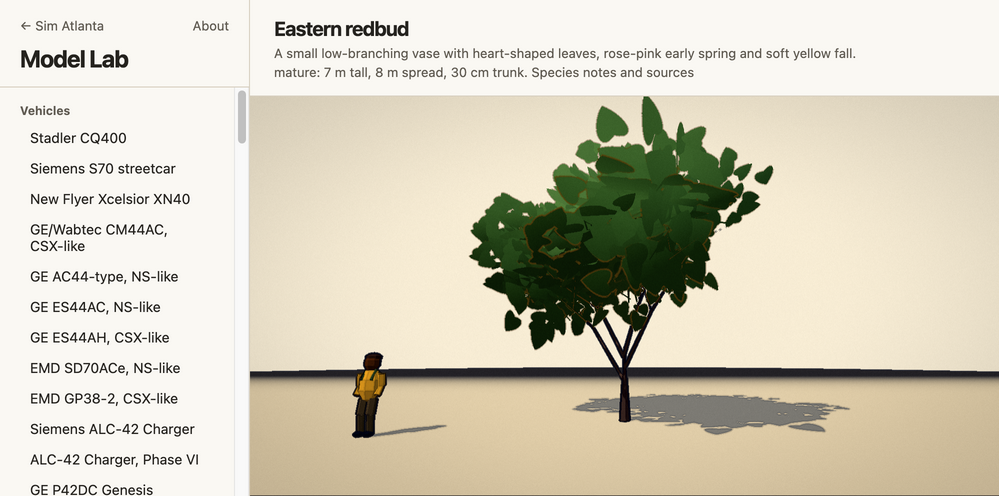 ← Sim Atlanta
About
Model Lab
Vehicles
Stadler CQ400
Siemens S70 streetcar
New Flyer Xcelsior XN40
GE/Wabtec CM44AC,
CSX-like
GE AC44-type, NS-like
GE ES44AC, NS-like
GE ES44AH, CSX-like
EMD SD70ACe, NS-like
EMD GP38-2, CSX-like
Siemens ALC-42 Charger
ALC-42 Charger, Phase VI
GE P42DC Genesis
Eastern redbud
A small low-branching vase with heart-shaped leaves, rose-pink early spring and soft yellow fall.
mature: 7 m tall, 8 m spread, 30 cm trunk. Species notes and sources